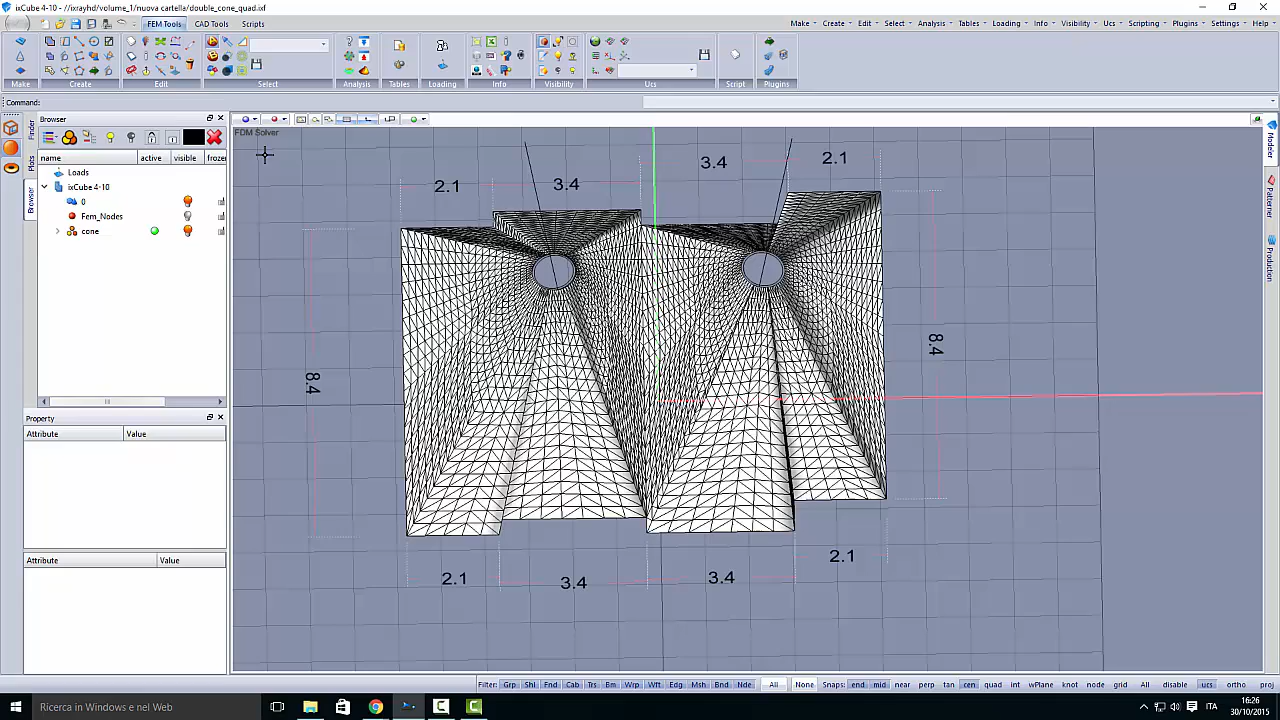 ixCube 4-10 - //ixrayhd/volume_1/nuova cartella/double_cone_quad.ixf
FEM Tools CAD Tools Scripts
Make Create Edit Select Analysis Tables Loading Info Visibility Ucs Scripting Plugins Settings Help
Make Create Edit Select Analysis Tables Loading Info Visibility Ucs Script Plugins
Command:
Browser
name active visible frozen
Loads
ixCube 4-10
0
Fem_Nodes
cone
Finder
Plots
Browser
Property
Attribute Value
Attribute Value
FDM Solver
2.1 3.4 3.4 2.1
8.4 8.4
2.1 3.4 3.4 2.1
Patterner
Production
Filter: Grp Shl Fnd Cab Trs Bm Wrp Wft Edg Msh Bnd Nde All None Snaps: end mid near perp tan cen quad int wPlane knot node grid All disable ucs ortho proj
Ricerca in Windows e nel Web
ITA
16:26
30/10/2015